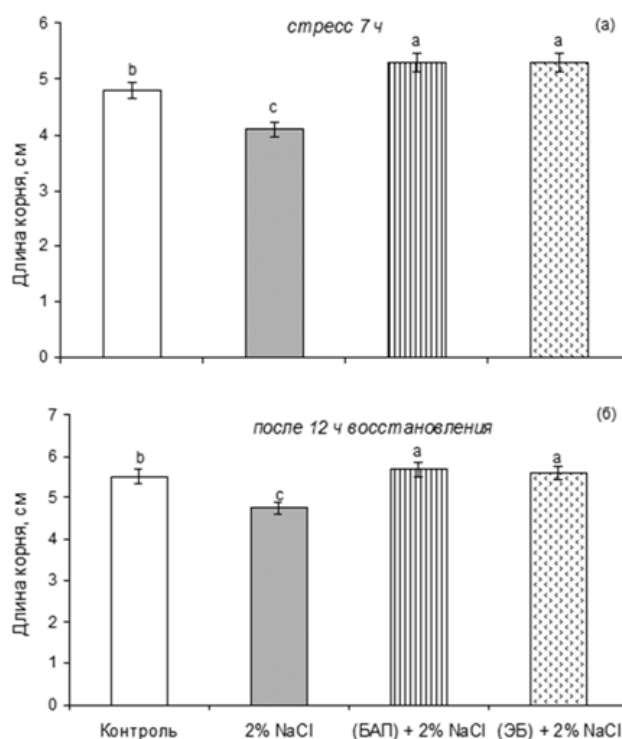 6
стресс 7 ч
(а)
5
4
3
2
1
0
Длина корня, см
b
c
a
a
7
после 12 ч восстановления
(б)
6
5
4
3
2
1
0
Длина корня, см
b
c
a
a
Контроль 2% NaCl (БАП) + 2% NaCl (ЭБ) + 2% NaCl